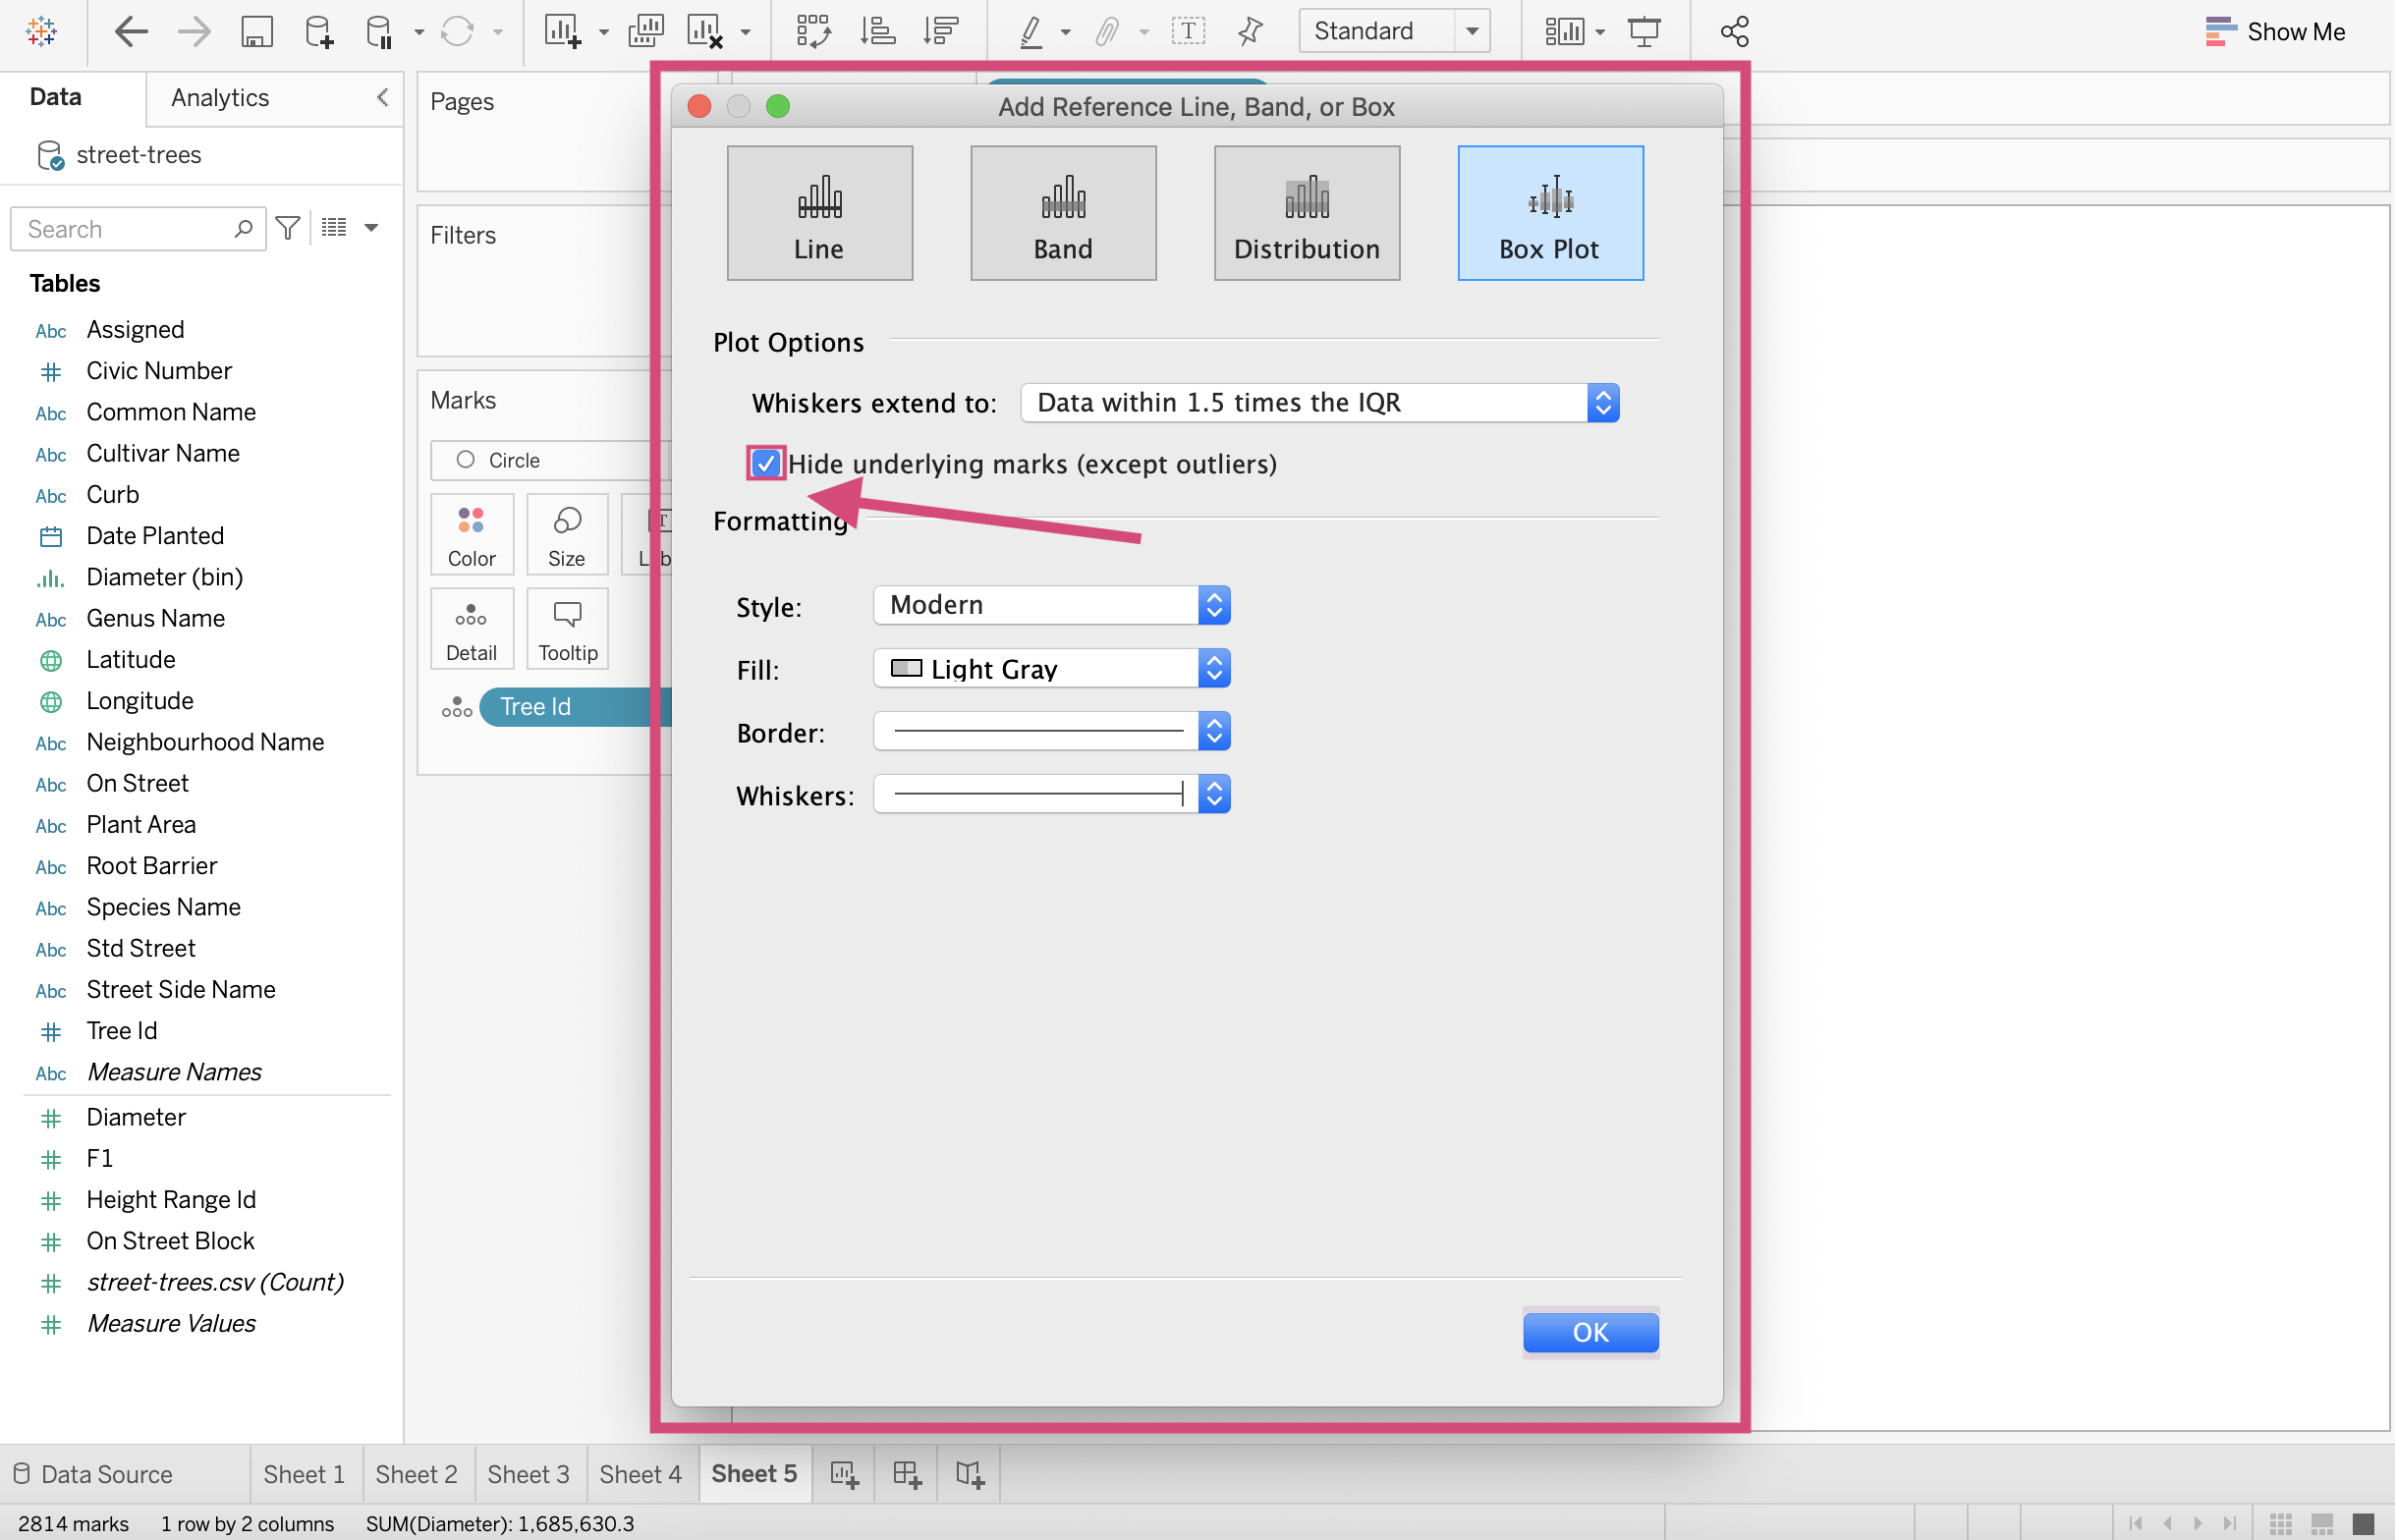 Standard
Show Me
Data
Analytics
street-trees
Search
Tables
Abc Assigned
Civic Number
Abc Common Name
Abc Cultivar Name
Abc Curb
Date Planted
Diameter (bin)
Abc Genus Name
Latitude
Longitude
Abc Neighbourhood Name
Abc On Street
Abc Plant Area
Abc Root Barrier
Abc Species Name
Abc Std Street
Abc Street Side Name
Tree Id
Abc Measure Names
Diameter
F1
Height Range Id
On Street Block
street-trees.csv (Count)
Measure Values
Pages
Filters
Marks
Circle
Color
Size
Detail
Tooltip
Tree Id
Add Reference Line, Band, or Box
Line
Band
Distribution
Box Plot
Plot Options
Whiskers extend to: Data within 1.5 times the IQR
Hide underlying marks (except outliers)
Formatting
Style: Modern
Fill: Light Gray
Border:
Whiskers:
OK
Data Source
Sheet 1
Sheet 2
Sheet 3
Sheet 4
Sheet 5
2814 marks
1 row by 2 columns
SUM(Diameter): 1,685,630.3